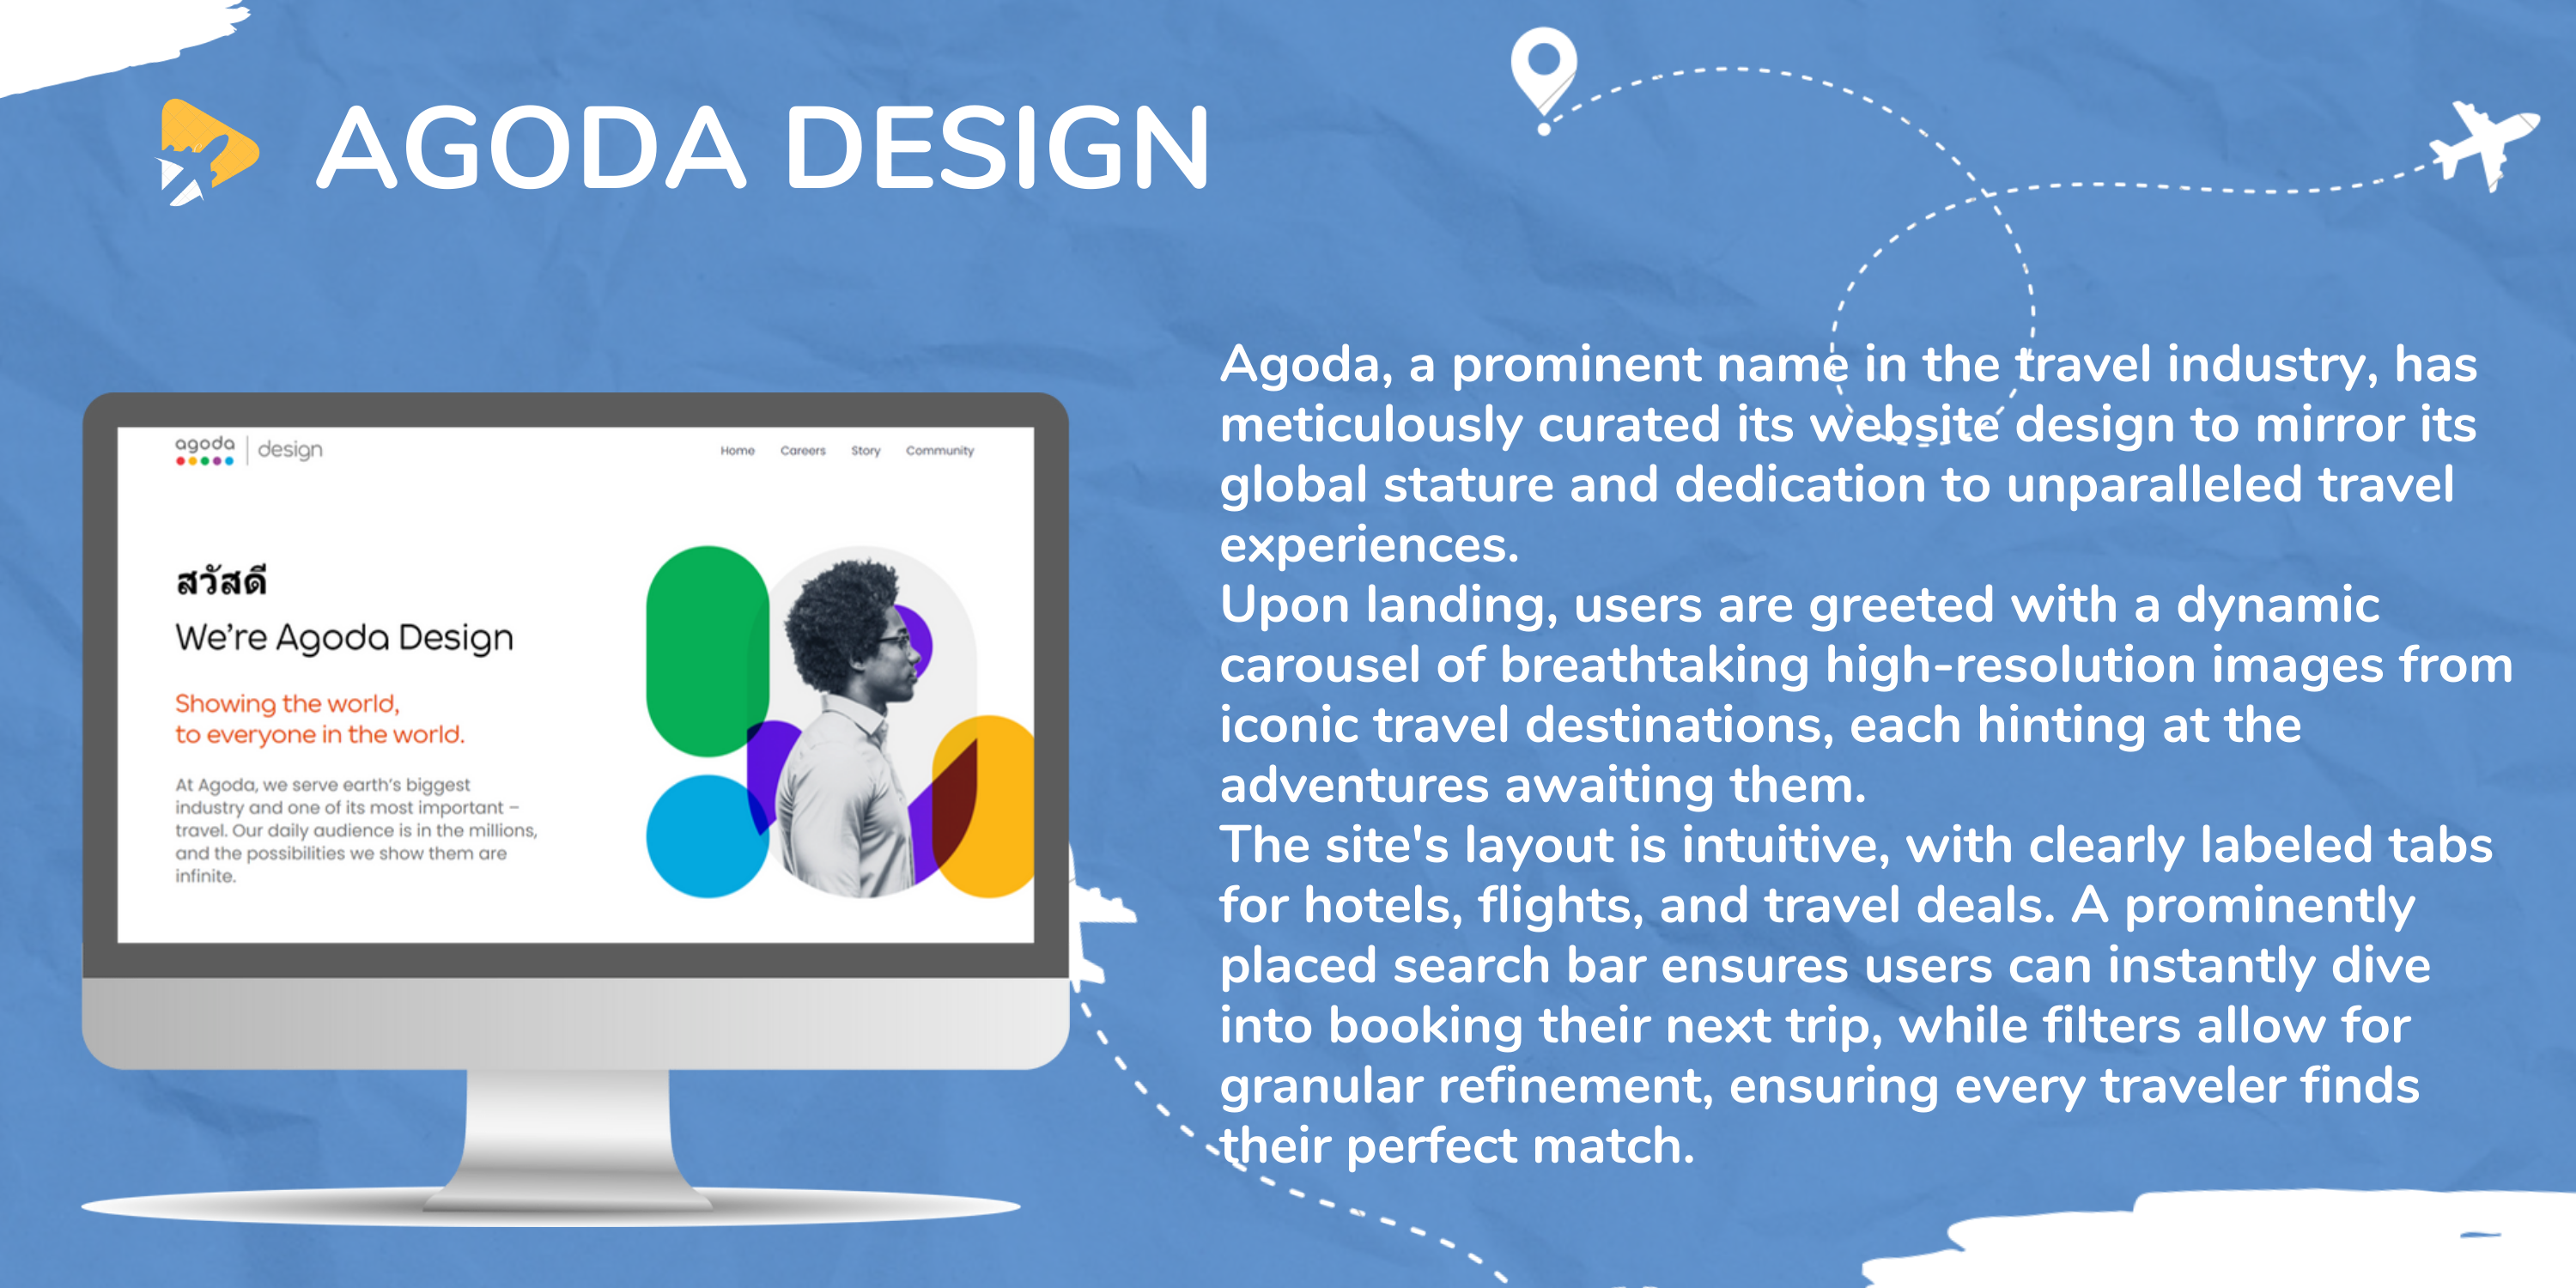 AGODA DESIGN
agoda design
Home Careers Story Community
สวัสดี
We're Agoda Design
Showing the world,
to everyone in the world.
At Agoda, we serve earth's biggest
industry and one of its most important –
travel. Our daily audience is in the millions,
and the possibilities we show them are
infinite.
Agoda, a prominent name in the travel industry, has
meticulously curated its website design to mirror its
global stature and dedication to unparalleled travel
experiences.
Upon landing, users are greeted with a dynamic
carousel of breathtaking high-resolution images from
iconic travel destinations, each hinting at the
adventures awaiting them.
The site's layout is intuitive, with clearly labeled tabs
for hotels, flights, and travel deals. A prominently
placed search bar ensures users can instantly dive
into booking their next trip, while filters allow for
granular refinement, ensuring every traveler finds
their perfect match.